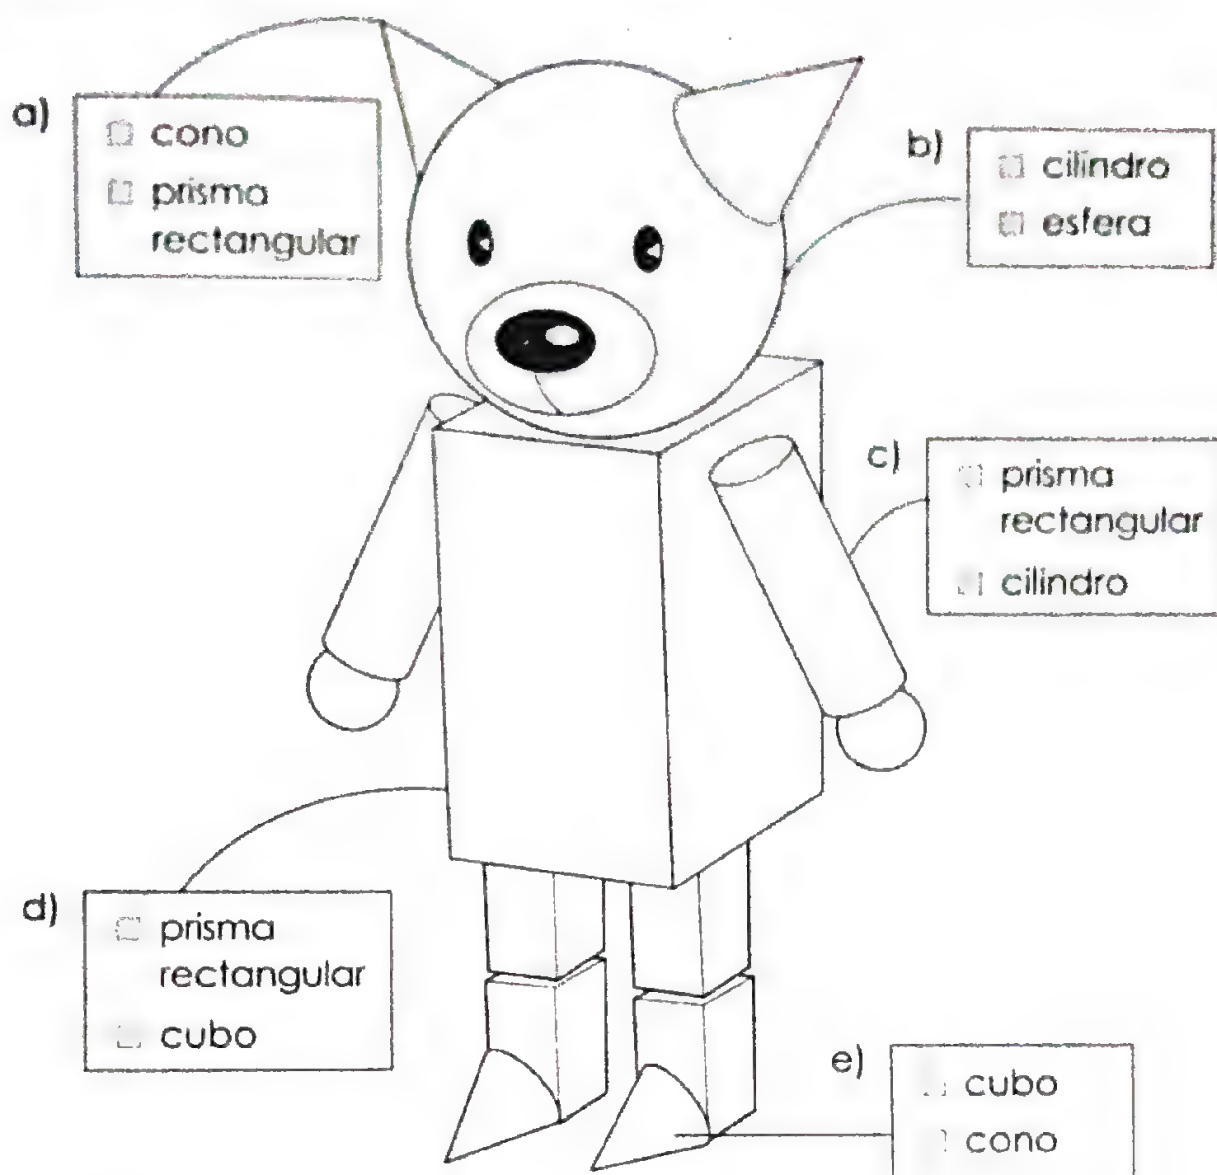 a)
cono
prisma
rectangular
b)
cilindro
esfera
c)
prisma
rectangular
cilindro
d)
prisma
rectangular
cubo
e)
cubo
cono